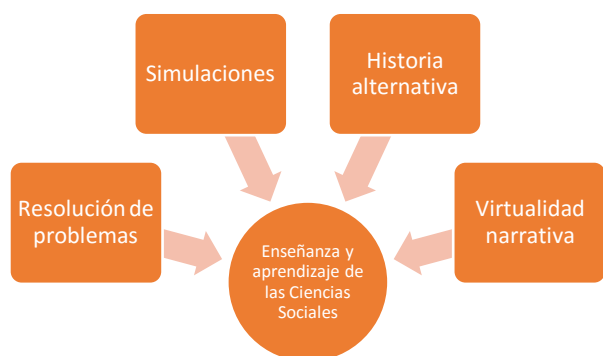 Simulaciones
Historia
alternativa
Resolución de
problemas
Virtualidad
narrativa
Enseñanza y
aprendizaje de
las Ciencias
Sociales